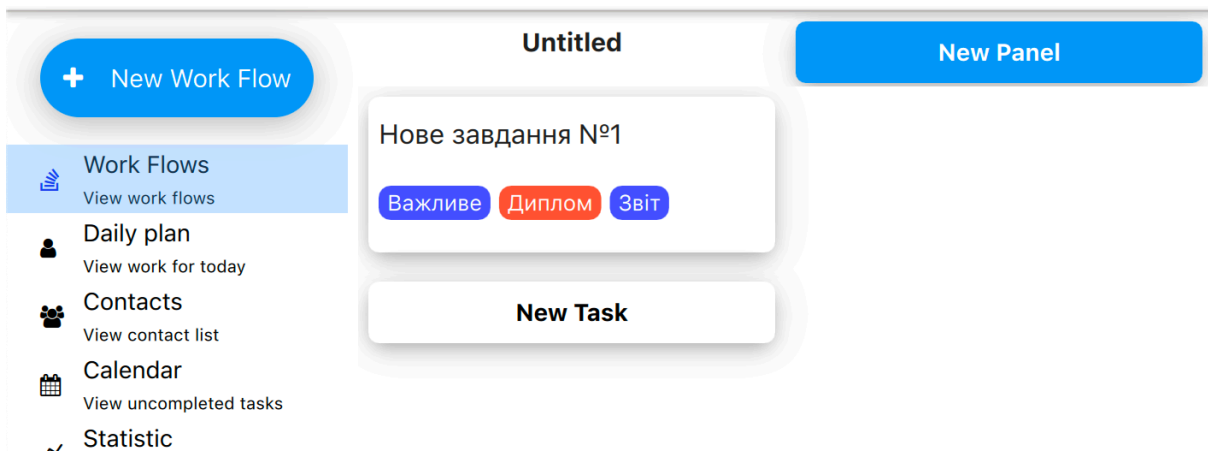 New Work Flow
Work Flows
View work flows
Daily plan
View work for today
Contacts
View contact list
Calendar
View uncompleted tasks
Statistic
Untitled
Нове завдання №1
Важливе Диплом Звіт
New Task
New Panel